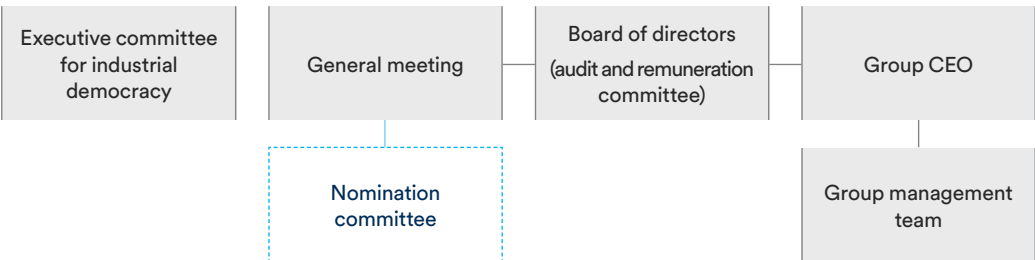 Executive committee
for industrial
democracy
General meeting
Board of directors
(audit and remuneration
committee)
Group CEO
Nomination
committee
Group management
team